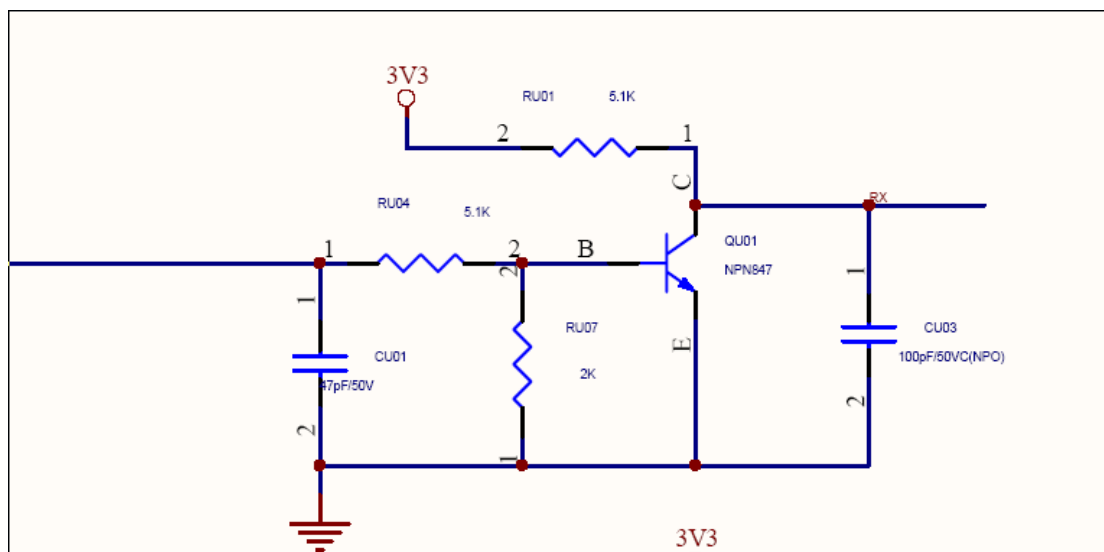 3V3
RU01 5.1K
2 1
C
RX
RU04 5.1K
1 2 B
2
QU01
NPN847
1
1
RU07
E
CU03
CU01
100pF/50VC(NPO)
2K
47pF/50V
2
2
1
3V3